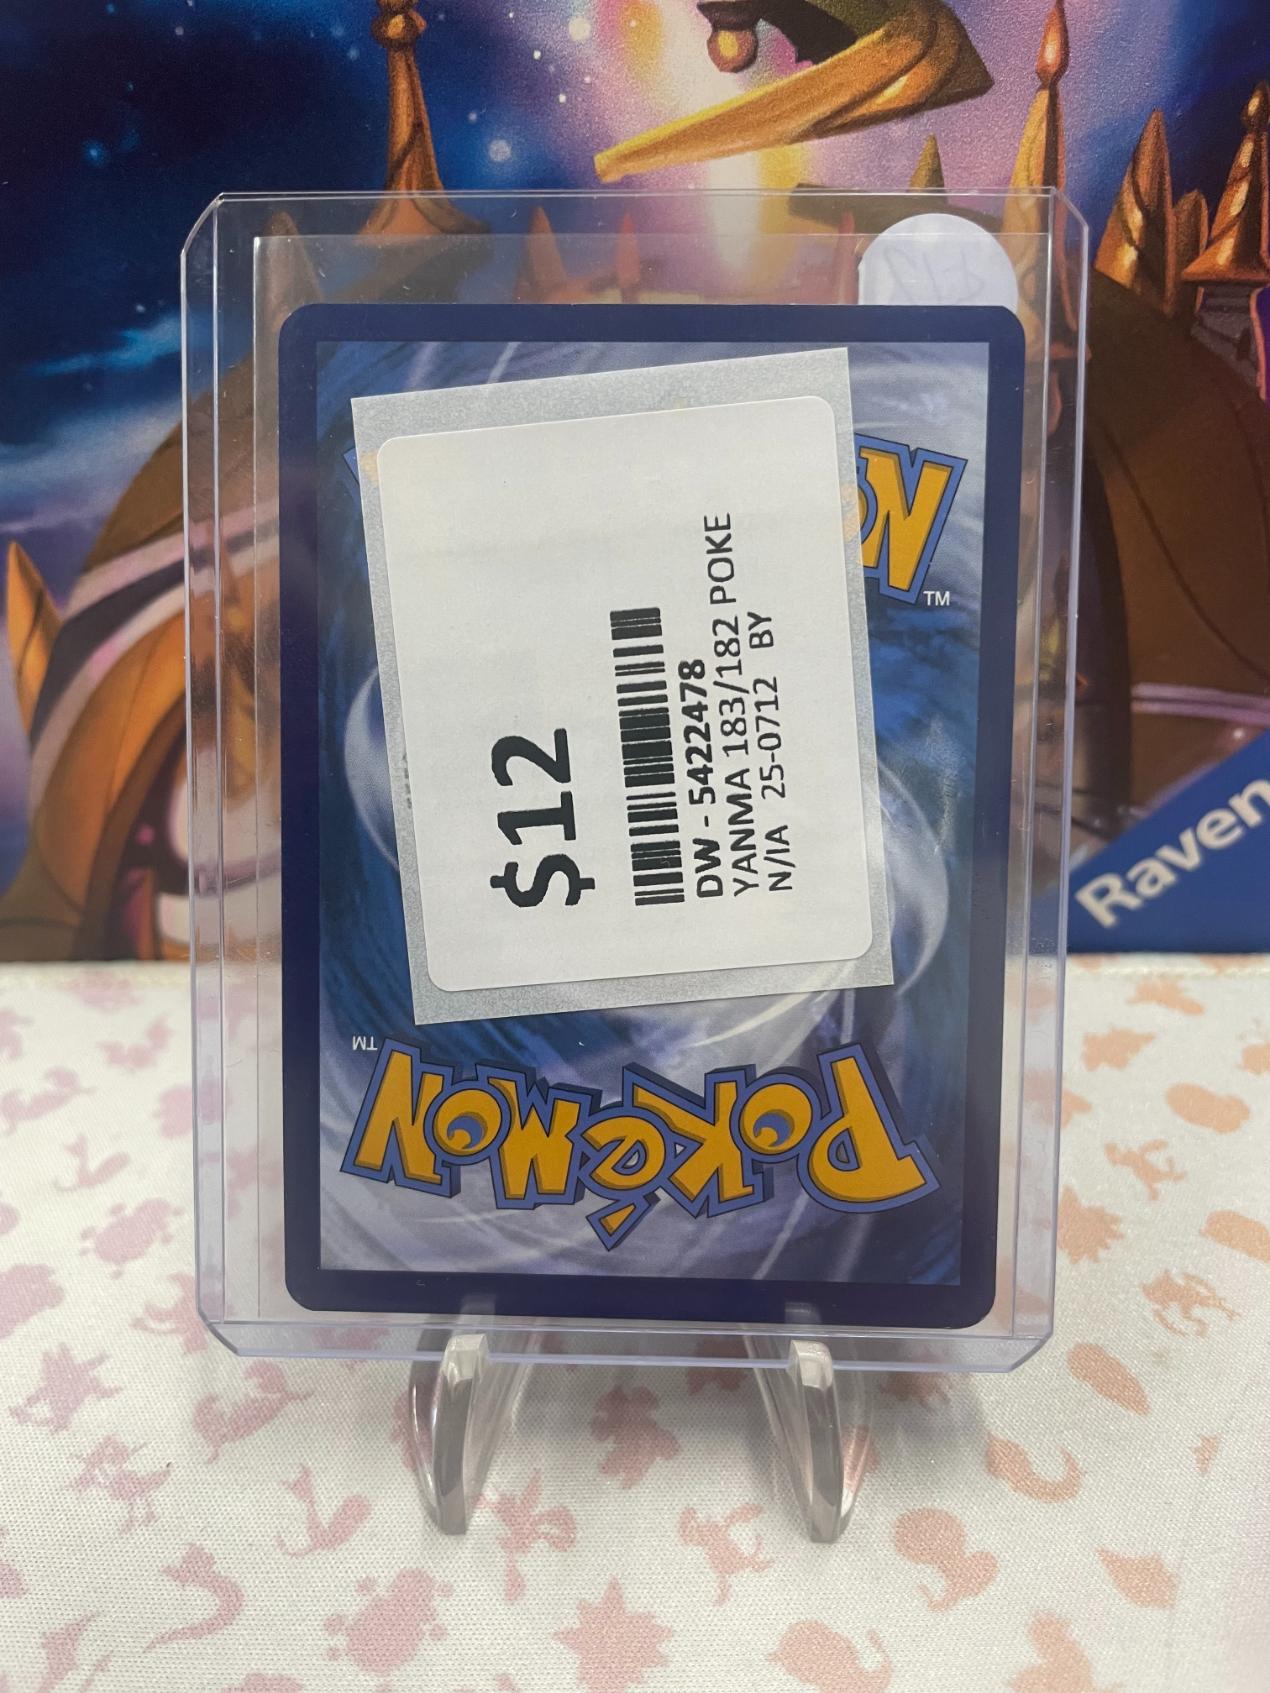 $12
DW - 5422478
YANMA 183/182 POKE
N/IA 25-0712 BY
TM
TM
POKéMON
Raven